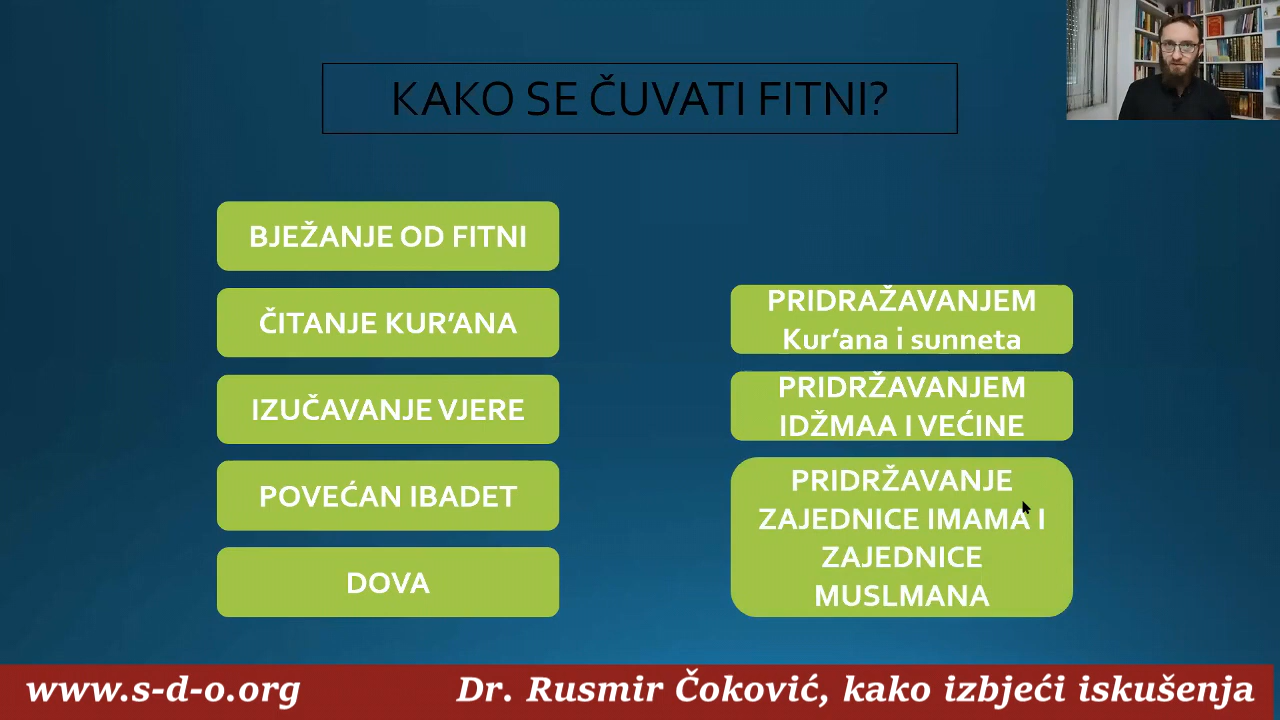 KAKO SE ČUVATI FITNI?
BJEŽANJE OD FITNI
ČITANJE KUR’ANA
IZUČAVANJE VJERE
POVEĆAN IBADET
DOVA
PRIDRAŽAVANJEM
Kur’ana i sunneta
PRIDRŽAVANJEM
IDŽMAA I VEĆINE
PRIDRŽAVANJE
ZAJEDNICE IMAMA I
ZAJEDNICE
MUSLMANA
www.s-d-o.org
Dr. Rusmir Čoković, kako izbjeći iskušenja